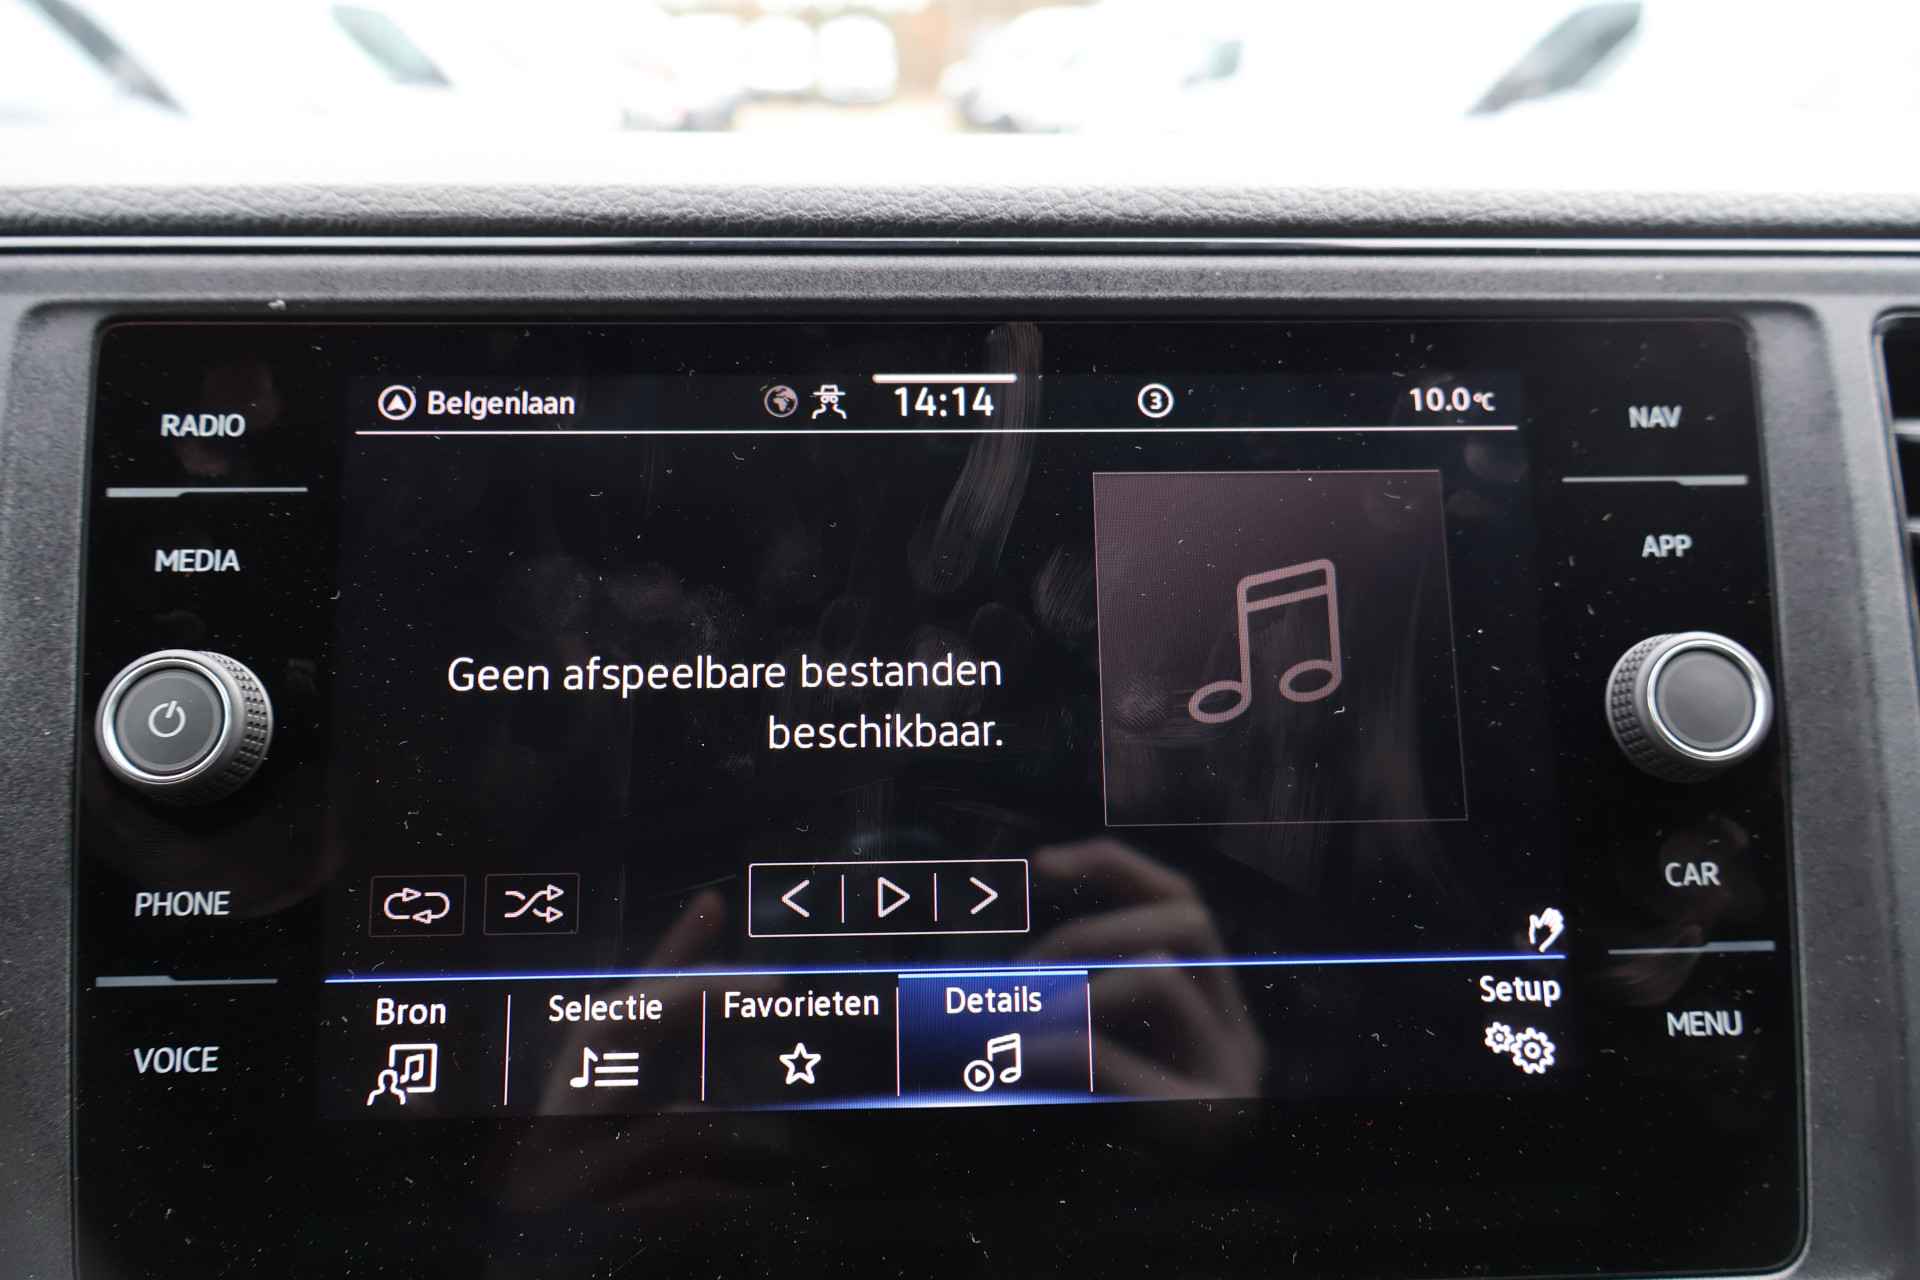 RADIO
MEDIA
PHONE
VOICE
Belgenlaan 14:14 3 10.0°C
Geen afspeelbare bestanden
beschikbaar.
Bron Selectie Favorieten Details Setup
NAV
APP
CAR
MENU